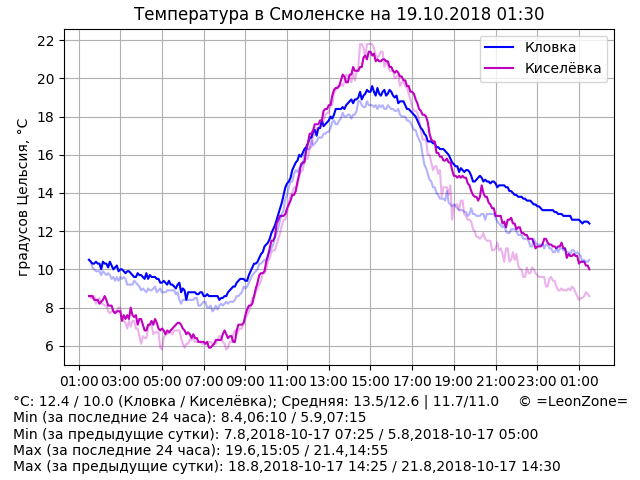 Температура в Смоленске на 19.10.2018 01:30
градусов Цельсия, °C
22
20
18
16
14
12
10
8
6
Кловка
Киселёвка
01:00 03:00 05:00 07:00 09:00 11:00 13:00 15:00 17:00 19:00 21:00 23:00 01:00
°C: 12.4 / 10.0 (Кловка / Киселёвка); Средняя: 13.5/12.6 | 11.7/11.0 © =LeonZone=
Min (за последние 24 часа): 8.4,06:10 / 5.9,07:15
Min (за предыдущие сутки): 7.8,2018-10-17 07:25 / 5.8,2018-10-17 05:00
Max (за последние 24 часа): 19.6,15:05 / 21.4,14:55
Max (за предыдущие сутки): 18.8,2018-10-17 14:25 / 21.8,2018-10-17 14:30